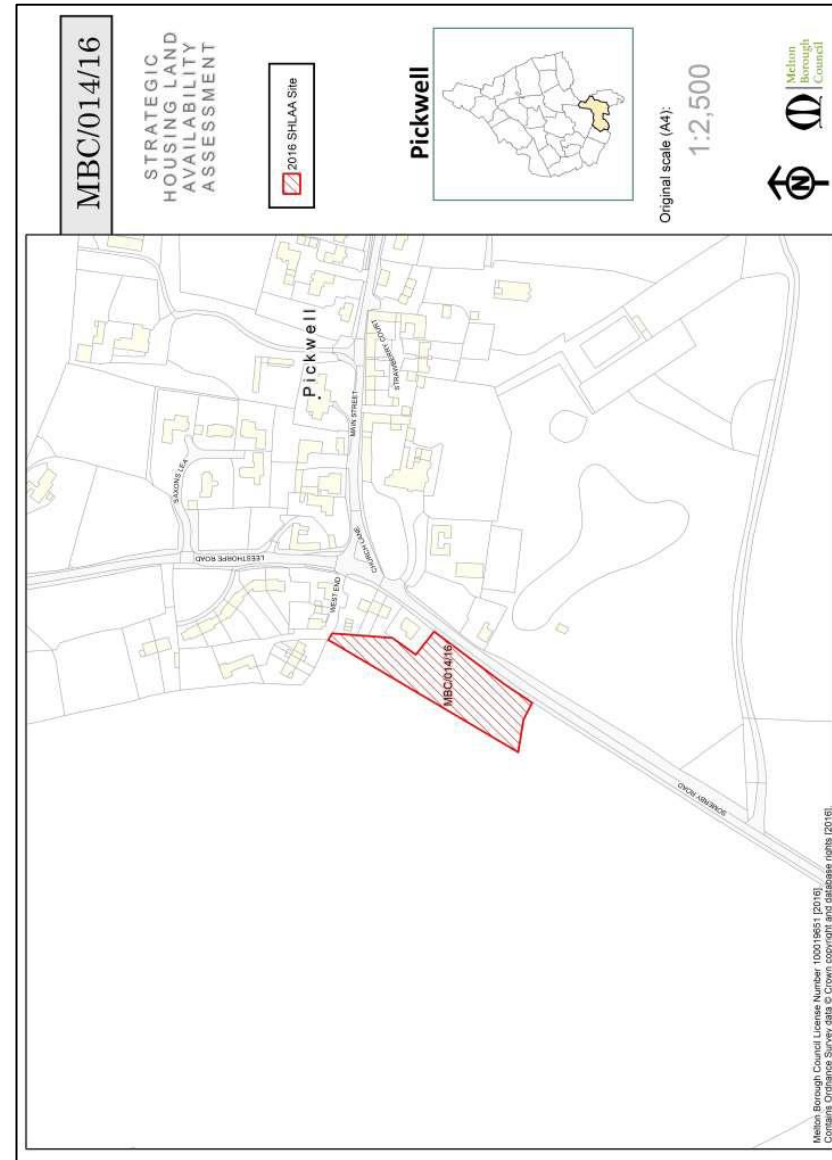 MBC/014/16
STRATEGIC
HOUSING LAND
AVAILABILITY
ASSESSMENT
2016 SHLAA Site
Pickwell
Original scale (A4):
1:2,500
N
Melton
Borough
Council
Pickwell
SAXONS LEA
LEESTHORPE ROAD
MAIN STREET
STRAWBERRY COURT
CHURCH LANE
WEST END
MBC/014/16
SOMERBY ROAD
Melton Borough Council License Number 100019651 [2016]
Contains Ordnance Survey data © Crown copyright and database rights [2016].